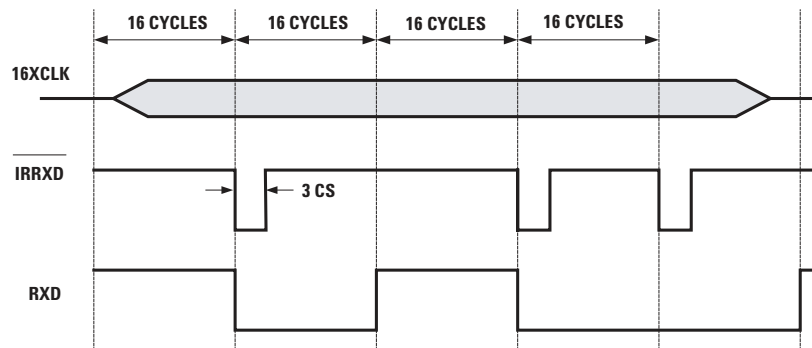 16 CYCLES 16 CYCLES 16 CYCLES 16 CYCLES
16XCLK
IRRXD
3 CS
RXD